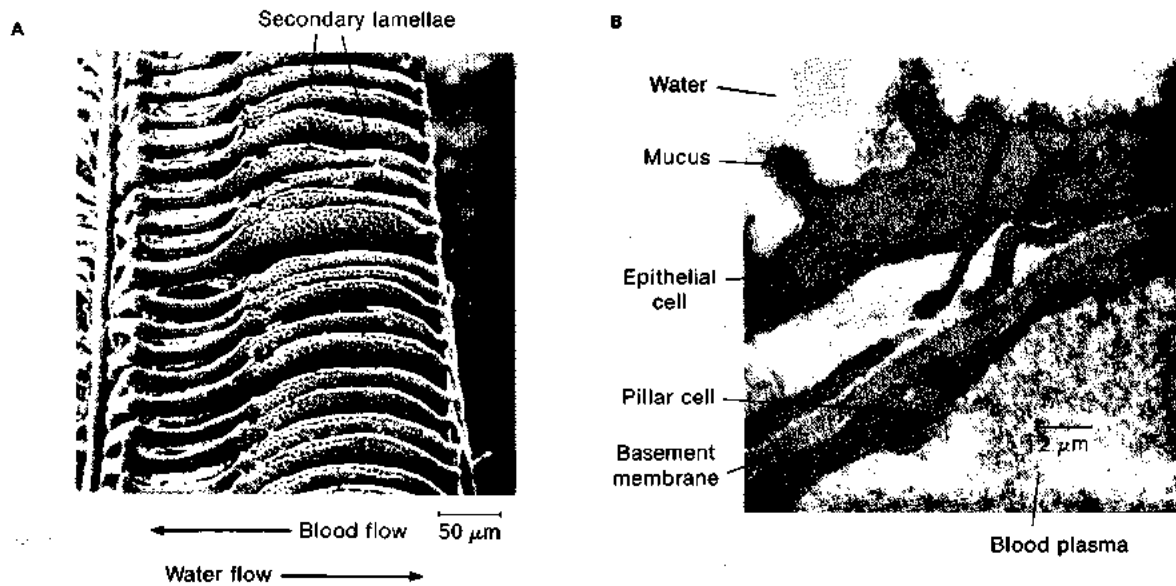 A
Secondary lamellae
50 μm
Blood flow
Water flow
B
Water
Mucus
Epithelial
cell
Pillar cell
Basement
membrane
2 μm
Blood plasma